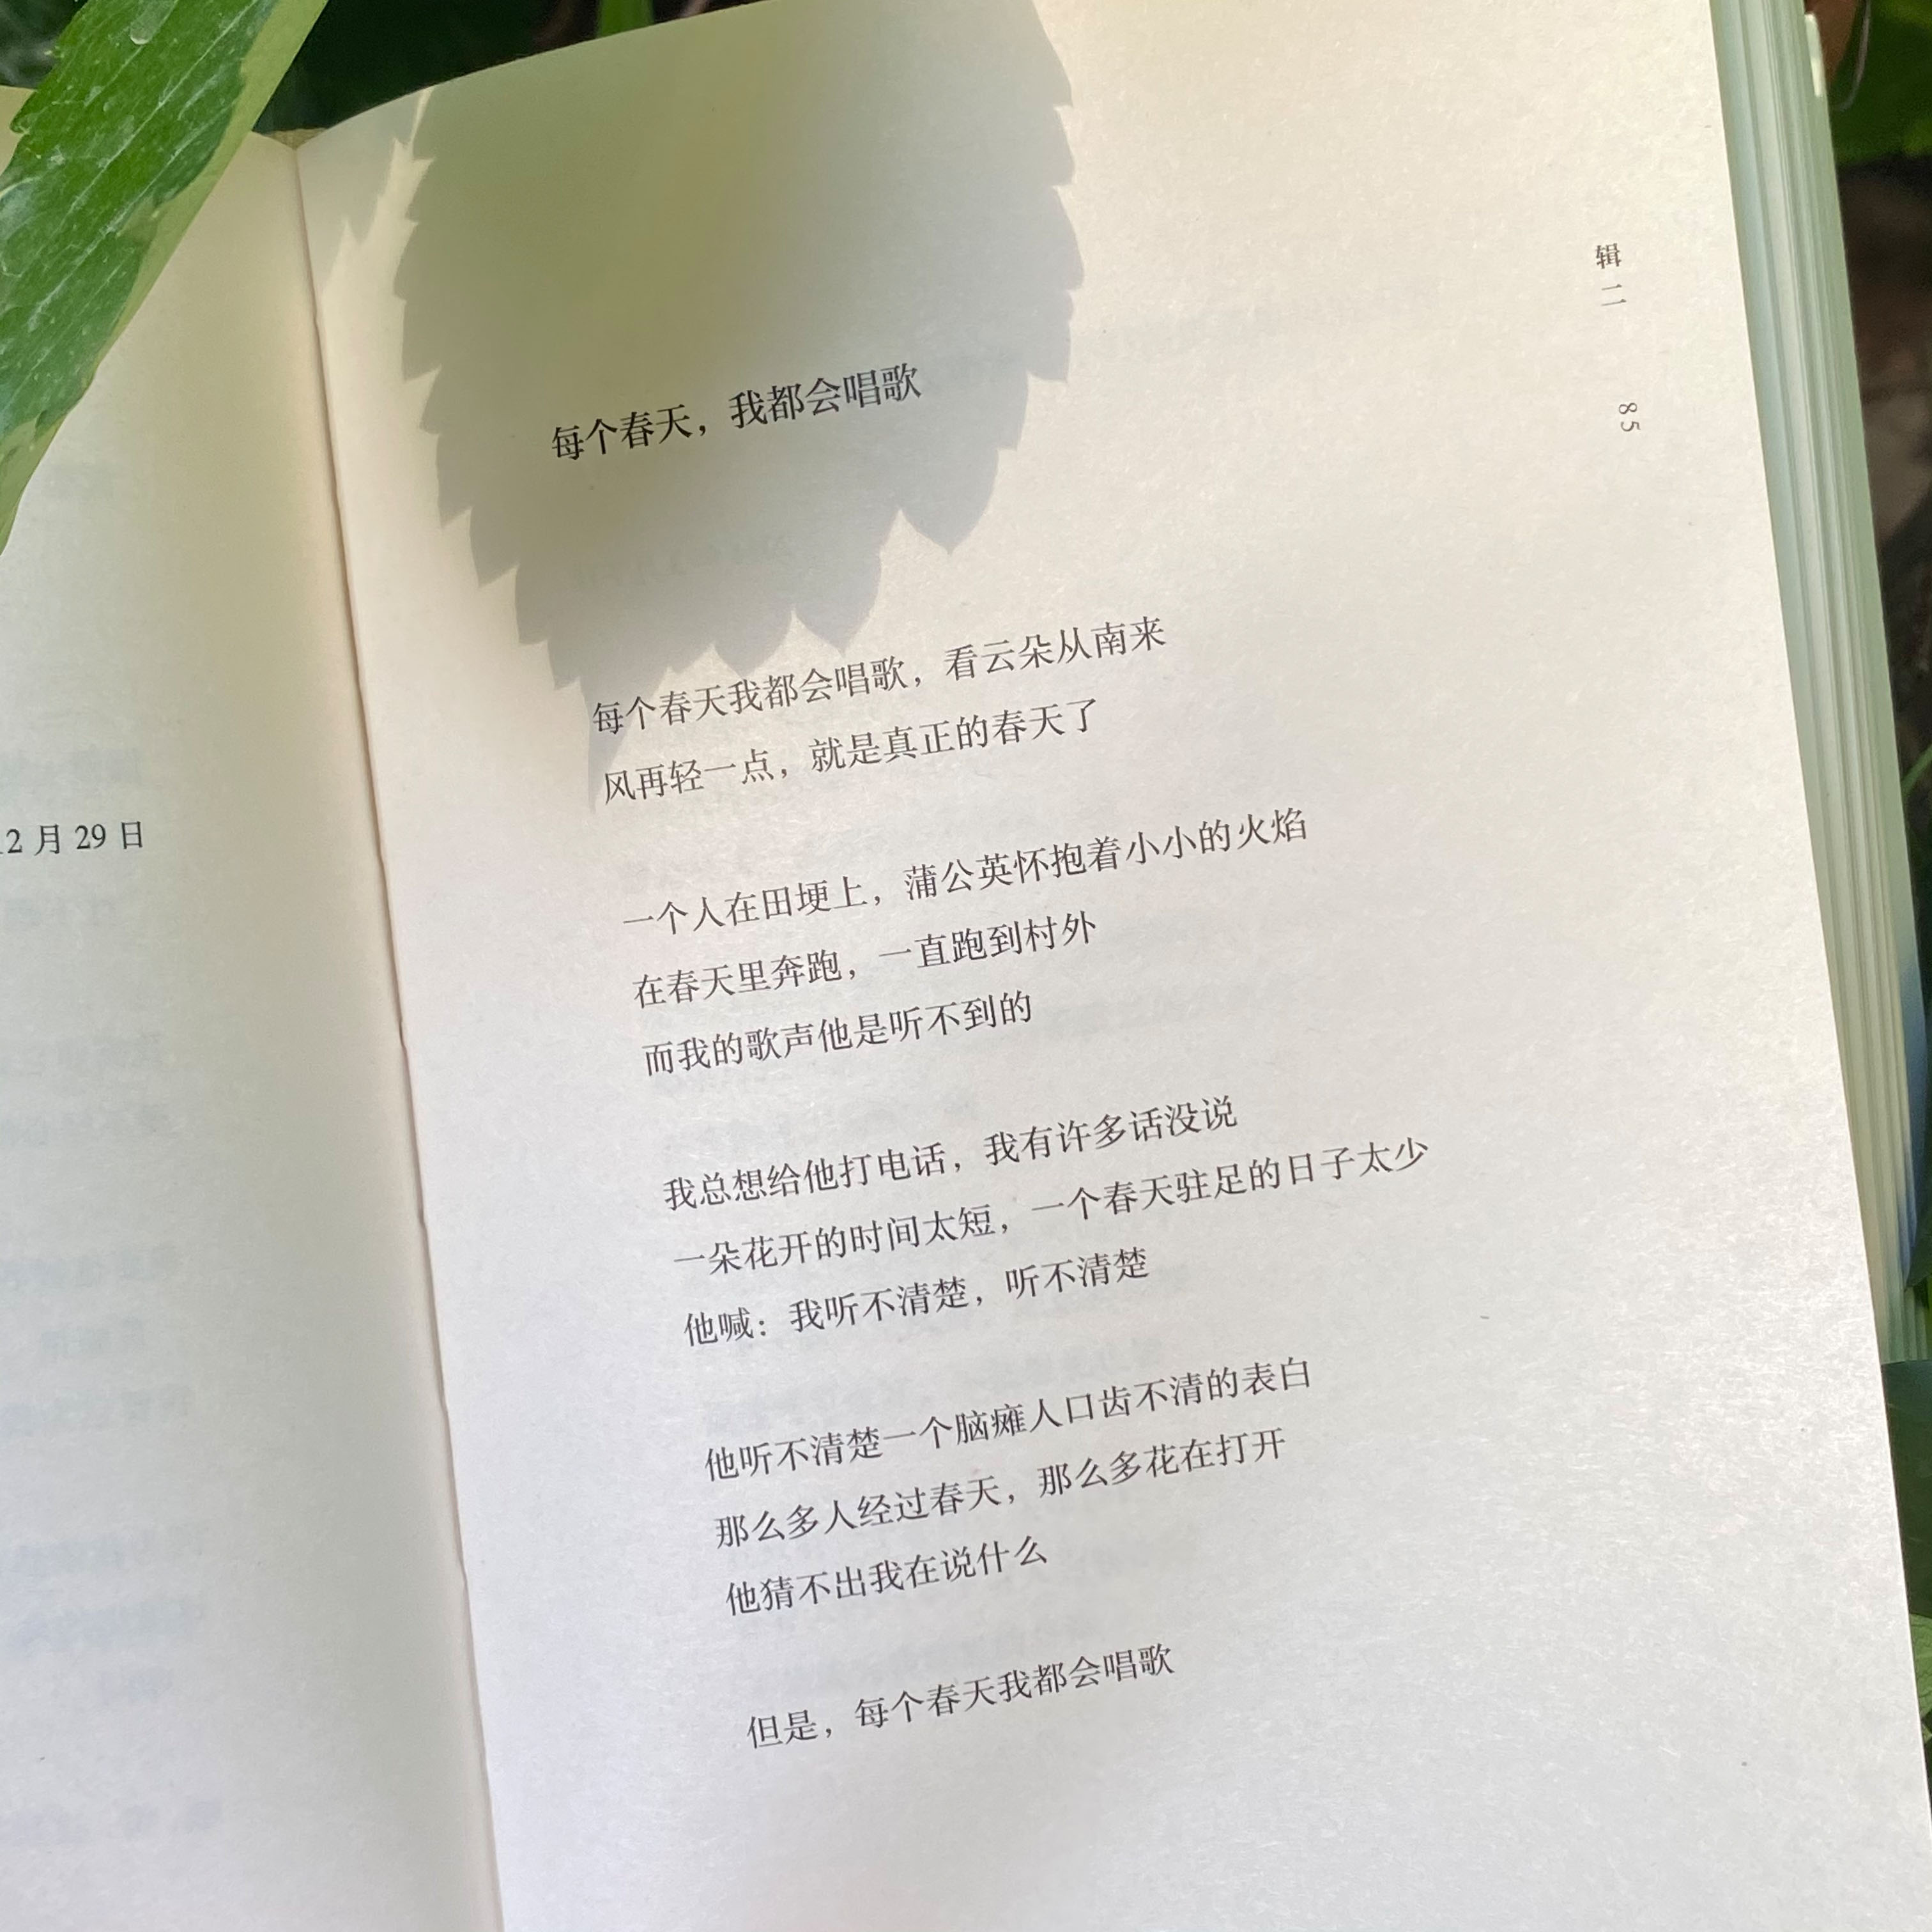 12月29日
辑二
85
每个春天，我都会唱歌
每个春天我都会唱歌，看云朵从南来
风再轻一点，就是真正的春天了
一个人在田埂上，蒲公英怀抱着小小的火焰
在春天里奔跑，一直跑到村外
而我的歌声他是听不到的
我总想给他打电话，我有许多话没说
一朵花开的时间太短，一个春天驻足的日子太少
他喊：我听不清楚，听不清楚
他听不清楚一个脑瘫人口齿不清的表白
那么多人经过春天，那么多花在打开
他猜不出我在说什么
但是，每个春天我都会唱歌